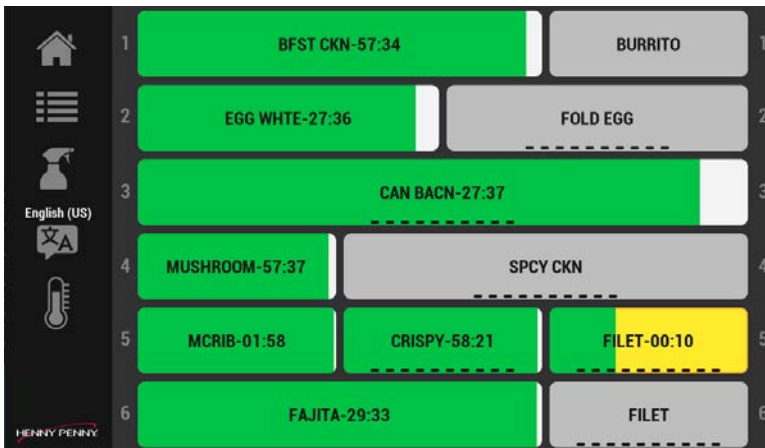 1 BFST CKN-57:34 BURRITO 1
2 EGG WHTE-27:36 FOLD EGG 2
English (US)
文A
3 CAN BACN-27:37 3
4 MUSHROOM-57:37 SPCY CKN 4
5 MCRIB-01:58 CRISPY-58:21 FILET-00:10 5
6 FAJITA-29:33 FILET 6
HENNY PENNY